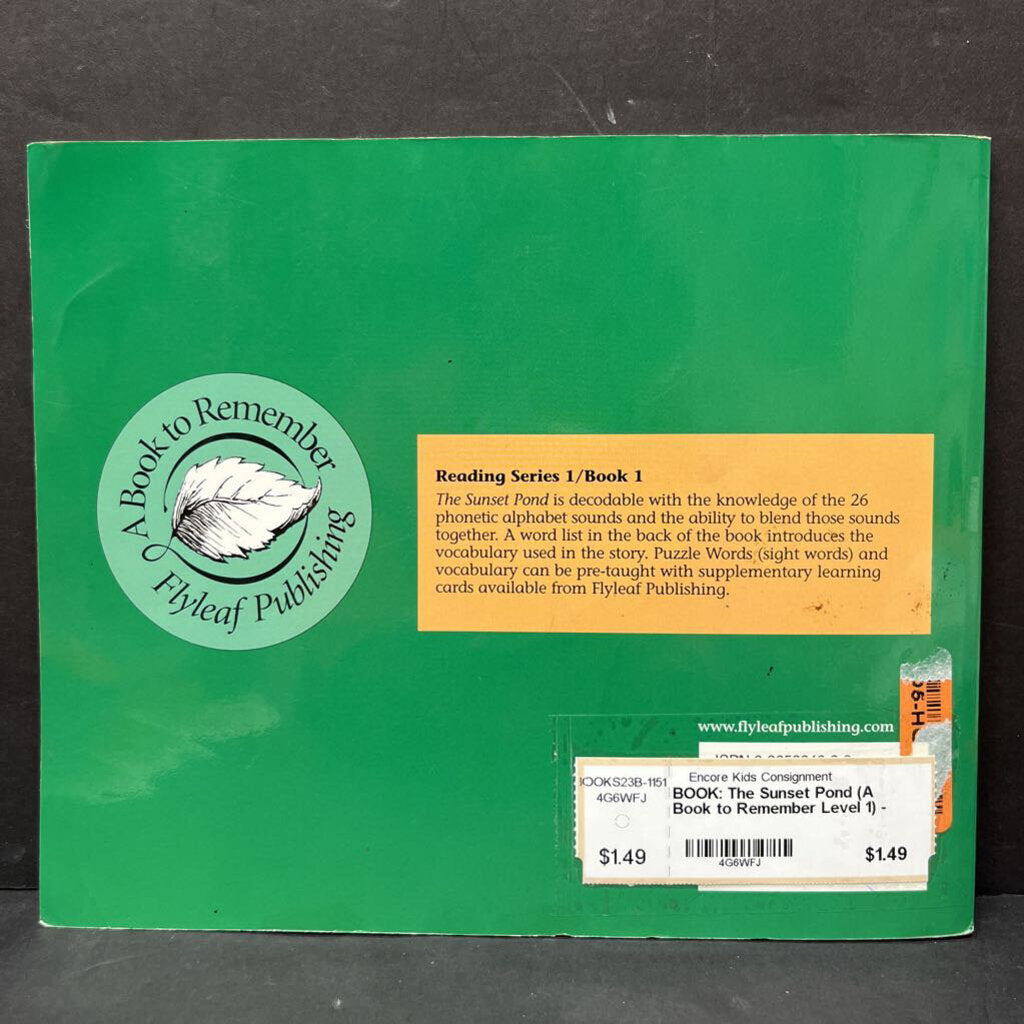 A Book to Remember
Flyleaf Publishing
Reading Series 1/Book 1
The Sunset Pond is decodable with the knowledge of the 26
phonetic alphabet sounds and the ability to blend those sounds
together. A word list in the back of the book introduces the
vocabulary used in the story. Puzzle Words (sight words) and
vocabulary can be pre-taught with supplementary learning
cards available from Flyleaf Publishing.
www.flyleafpublishing.com
BOOKS23B-1151
4G6WFJ
$1.49
Encore Kids Consignment
BOOK: The Sunset Pond (A
Book to Remember Level 1) -
4G6WFJ
$1.49